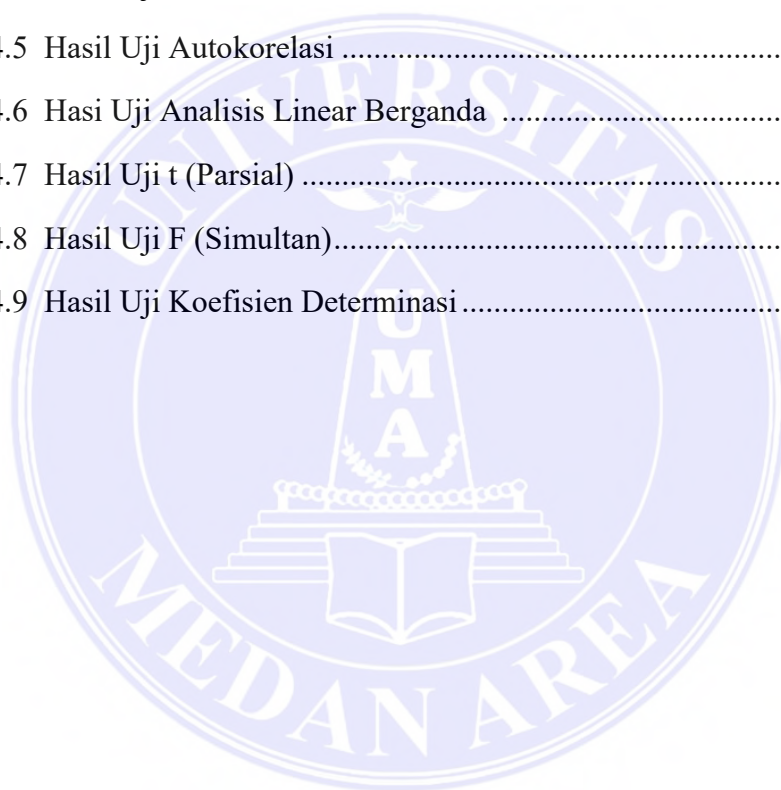 4.5 Hasil Uji Autokorelasi ........................................................
4.6 Hasi Uji Analisis Linear Berganda ...................................
4.7 Hasil Uji t (Parsial) .............................................................
4.8 Hasil Uji F (Simultan).........................................................
4.9 Hasil Uji Koefisien Determinasi ........................................
UNIVERSITAS
UMA
MEDAN AREA